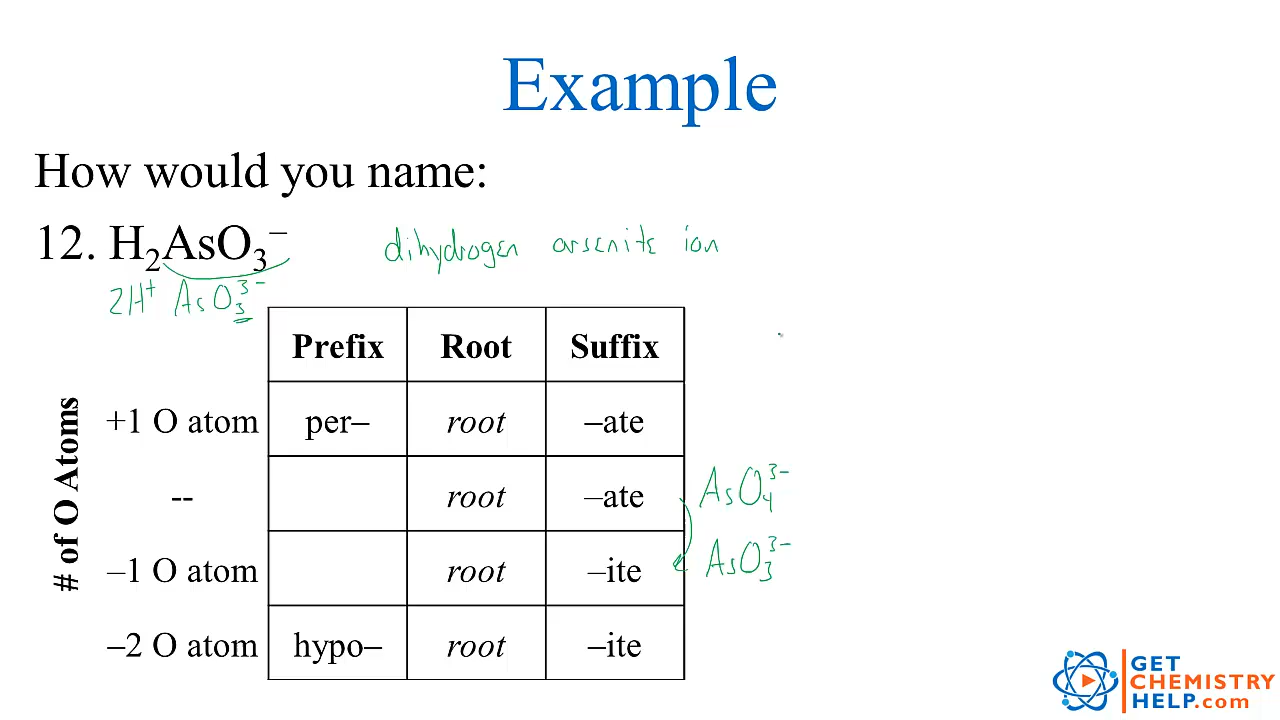 Example
How would you name:
12. H₂AsO₃⁻ dihydrogen arsenite ion
2H⁺ AsO₃³⁻
Prefix Root Suffix
# of O Atoms
+1 O atom per– root –ate
-- root –ate AsO₄³⁻
–1 O atom root –ite AsO₃³⁻
–2 O atom hypo– root –ite
GET
CHEMISTRY
HELP.com